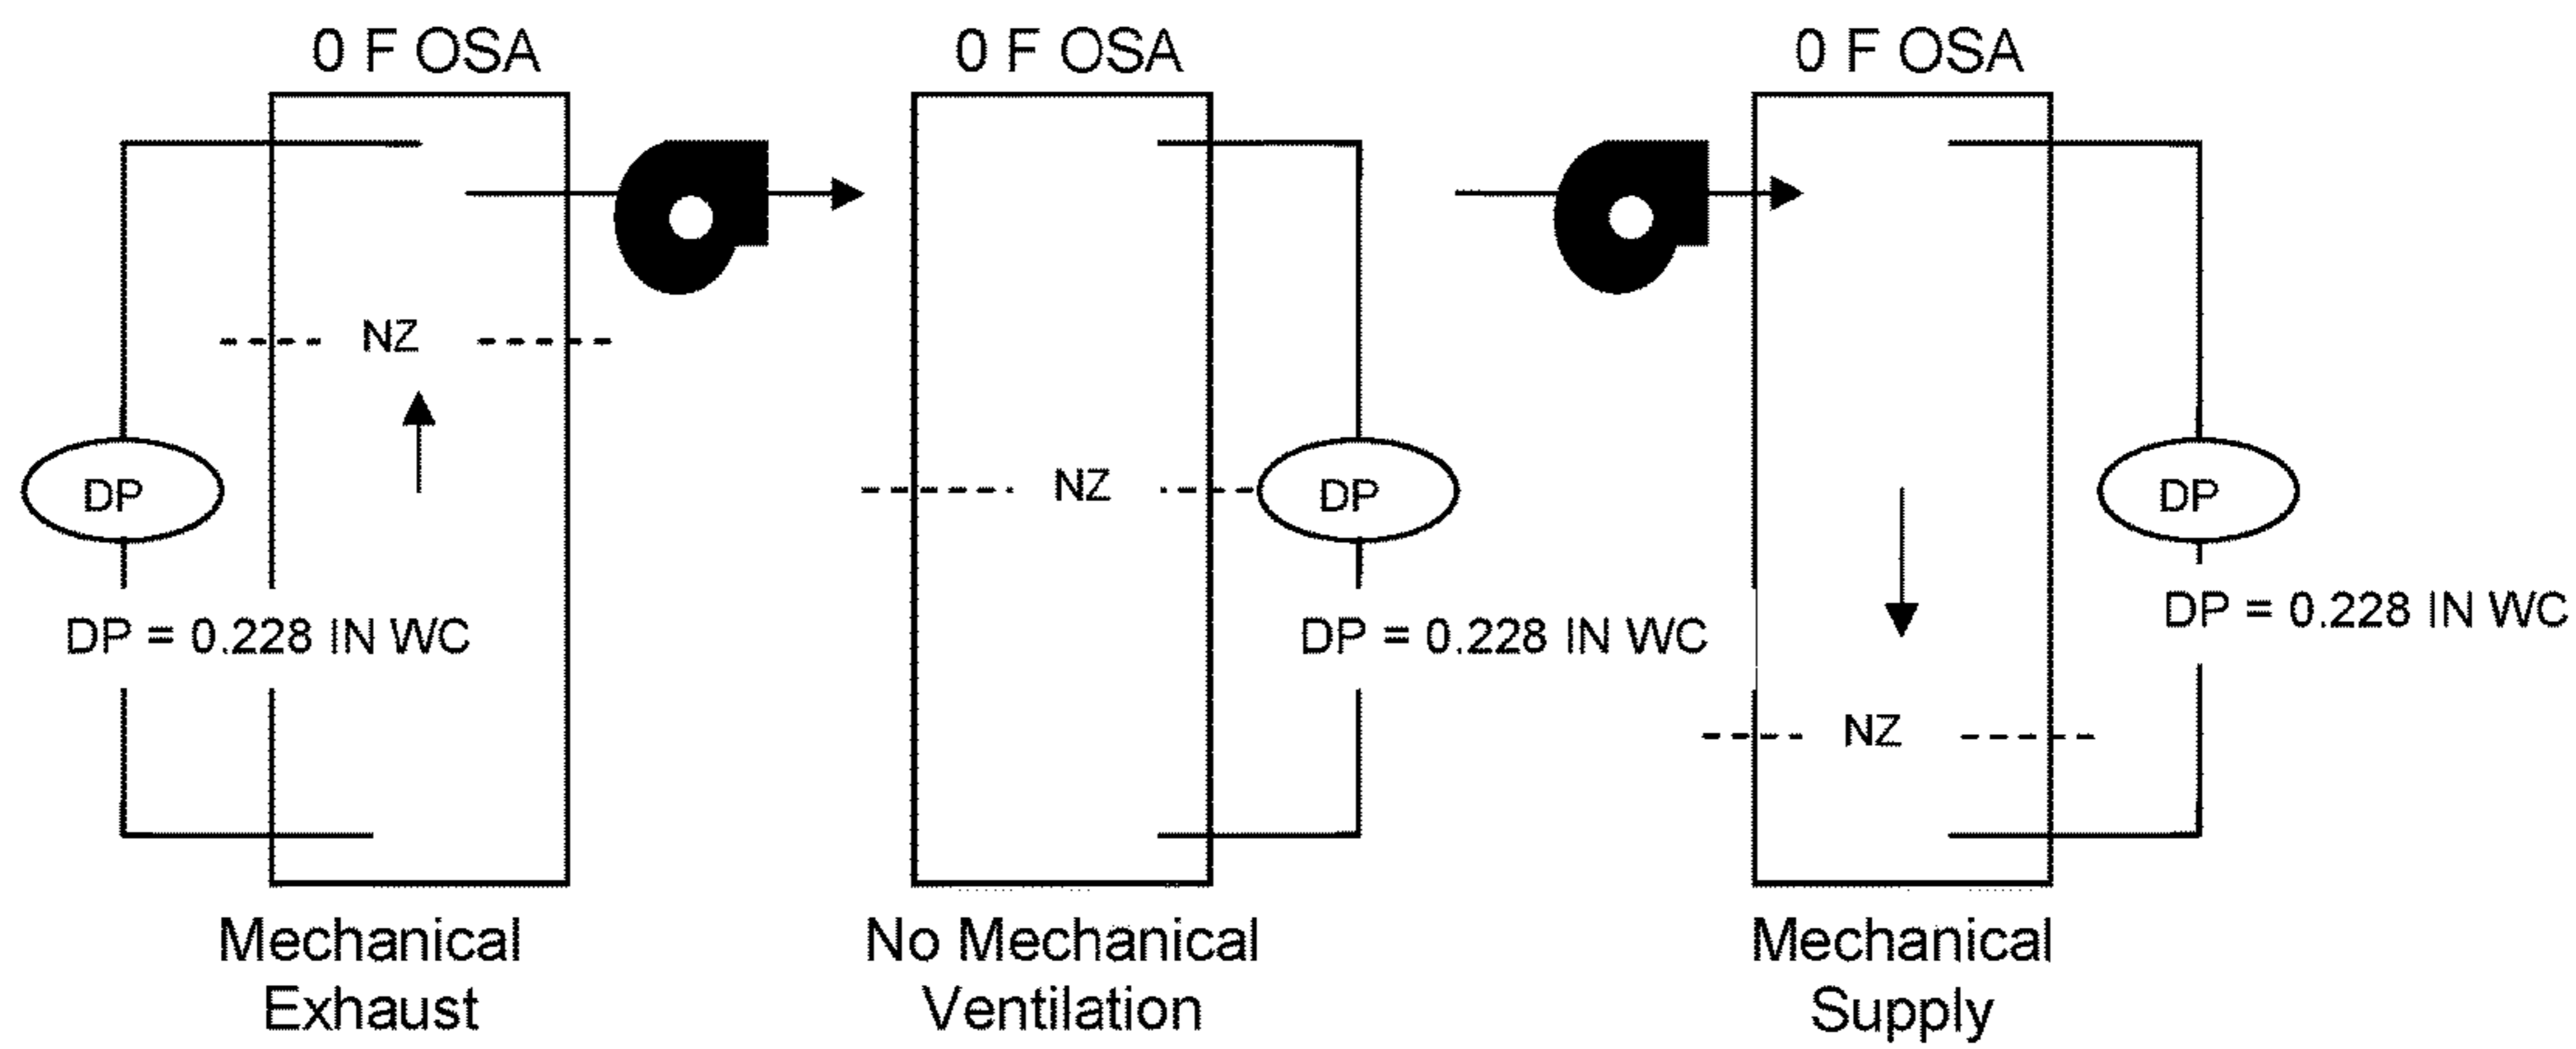 0 F OSA
0 F OSA
0 F OSA
NZ
DP
NZ
DP
DP
DP = 0.228 IN WC
DP = 0.228 IN WC
DP = 0.228 IN WC
NZ
Mechanical
Exhaust
No Mechanical
Ventilation
Mechanical
Supply